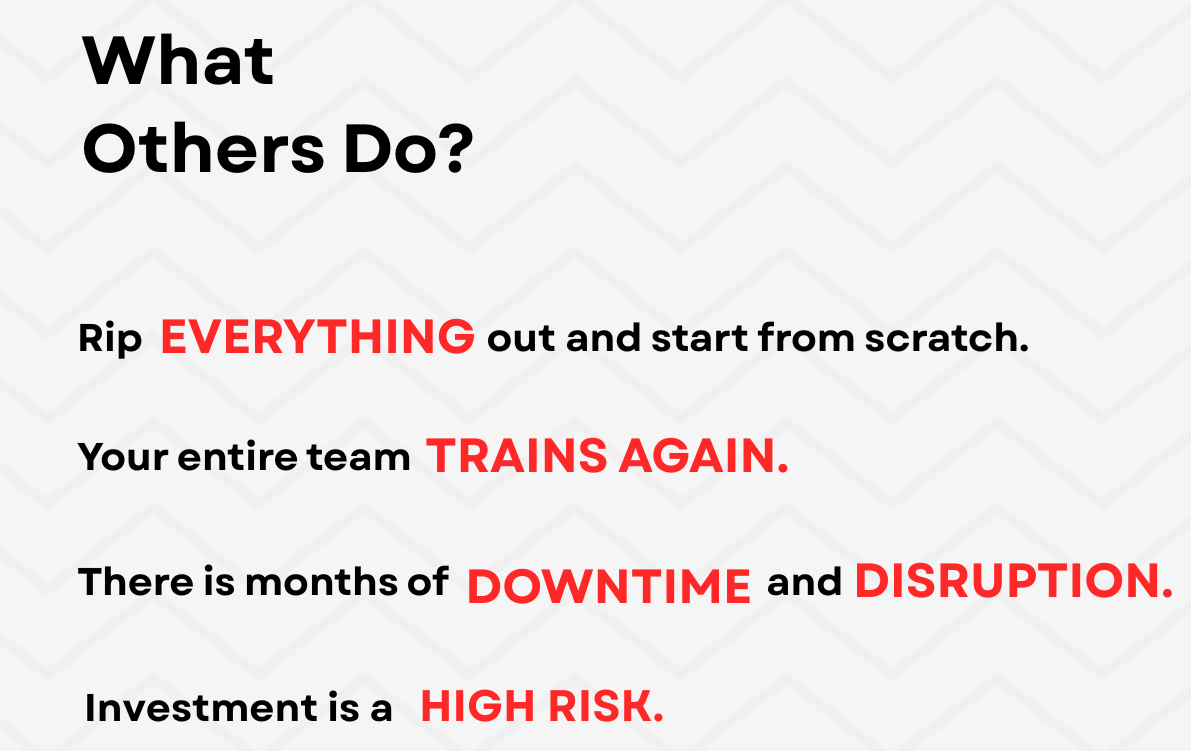 What
Others Do?
Rip EVERYTHING out and start from scratch.
Your entire team TRAINS AGAIN.
There is months of DOWNTIME and DISRUPTION.
Investment is a HIGH RISK.